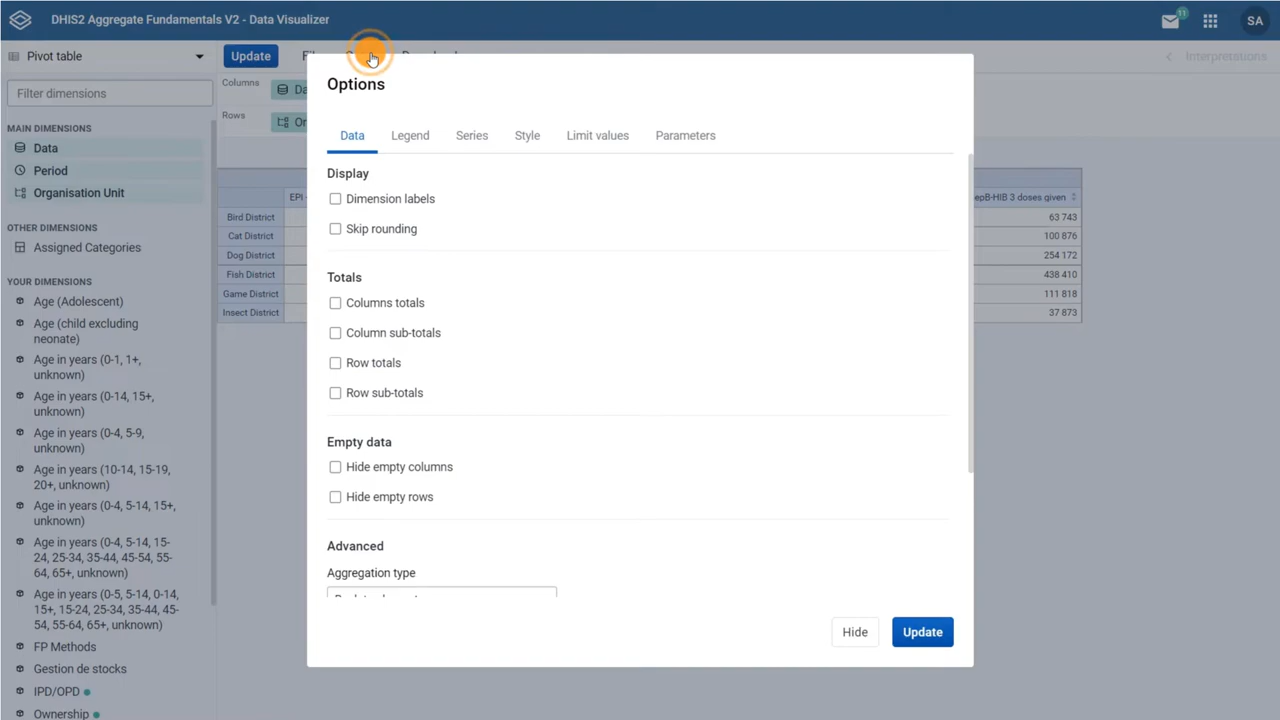 DHIS2 Aggregate Fundamentals V2 - Data Visualizer
11
SA
Pivot table
Update
Interpretations
Filter dimensions
Columns
Rows
MAIN DIMENSIONS
Data
Period
Organisation Unit
OTHER DIMENSIONS
Assigned Categories
YOUR DIMENSIONS
Age (Adolescent)
Age (child excluding
neonate)
Age in years (0-1, 1+,
unknown)
Age in years (0-14, 15+,
unknown)
Age in years (0-4, 5-9,
unknown)
Age in years (10-14, 15-19,
20+, unknown)
Age in years (0-4, 5-14, 15+,
unknown)
Age in years (0-4, 5-14, 15-
24, 25-34, 35-44, 45-54, 55-
64, 65+, unknown)
Age in years (0-5, 5-14, 0-14,
15+, 15-24, 25-34, 35-44, 45-
54, 55-64, 65+, unknown)
FP Methods
Gestion de stocks
IPD/OPD
Ownership
EPI
epB-HIB 3 doses given
Bird District
63 743
Cat District
100 876
Dog District
254 172
Fish District
438 410
Game District
111 818
Insect District
37 873
Options
Data Legend Series Style Limit values Parameters
Display
Dimension labels
Skip rounding
Totals
Columns totals
Column sub-totals
Row totals
Row sub-totals
Empty data
Hide empty columns
Hide empty rows
Advanced
Aggregation type
Hide
Update